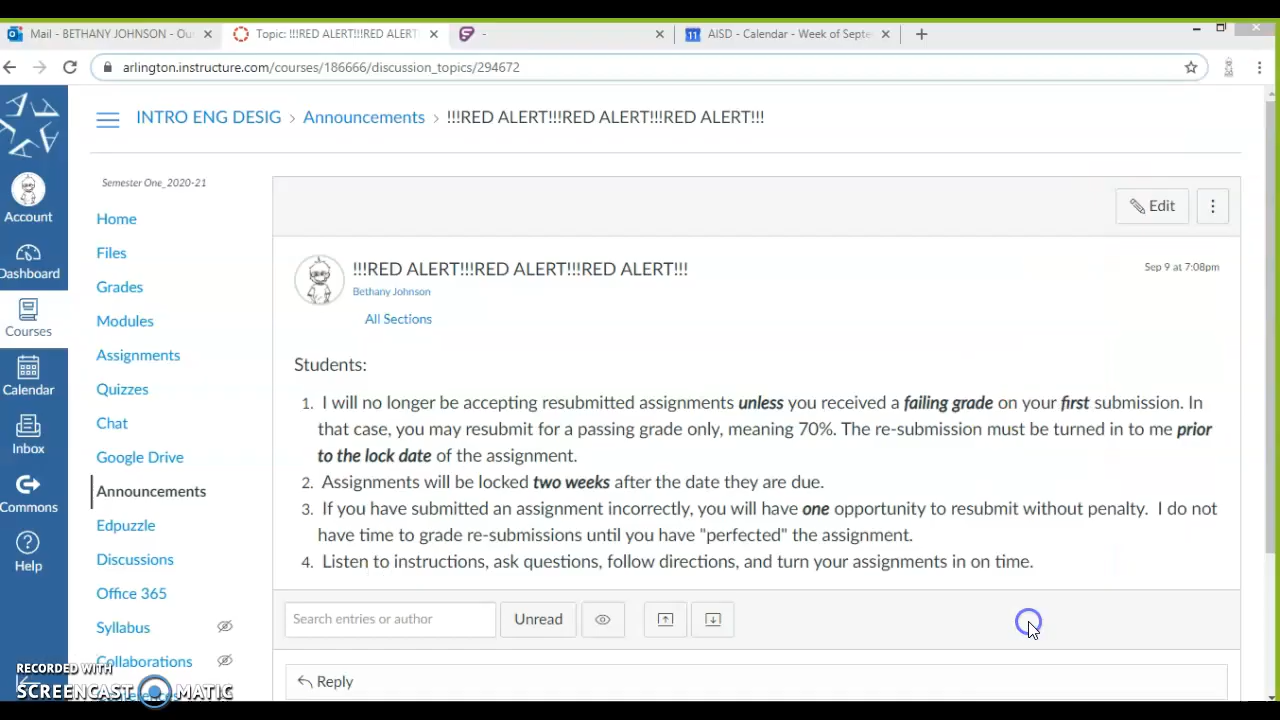 Mail - BETHANY JOHNSON - Ou
Topic: !!!RED ALERT!!!RED ALERT
-
AISD - Calendar - Week of Septe
arlington.instructure.com/courses/186666/discussion_topics/294672
INTRO ENG DESIG > Announcements > !!!RED ALERT!!!RED ALERT!!!RED ALERT!!!
Account
Dashboard
Courses
Calendar
Inbox
Commons
Help
Semester One_2020-21
Home
Files
Grades
Modules
Assignments
Quizzes
Chat
Google Drive
Announcements
Edpuzzle
Discussions
Office 365
Syllabus
Collaborations
Edit
!!!RED ALERT!!!RED ALERT!!!RED ALERT!!!
Sep 9 at 7:08pm
Bethany Johnson
All Sections
Students:
1. I will no longer be accepting resubmitted assignments unless you received a failing grade on your first submission. In
that case, you may resubmit for a passing grade only, meaning 70%. The re-submission must be turned in to me prior
to the lock date of the assignment.
2. Assignments will be locked two weeks after the date they are due.
3. If you have submitted an assignment incorrectly, you will have one opportunity to resubmit without penalty. I do not
have time to grade re-submissions until you have "perfected" the assignment.
4. Listen to instructions, ask questions, follow directions, and turn your assignments in on time.
Search entries or author
Unread
Reply
RECORDED WITH
SCREENCAST MATIC